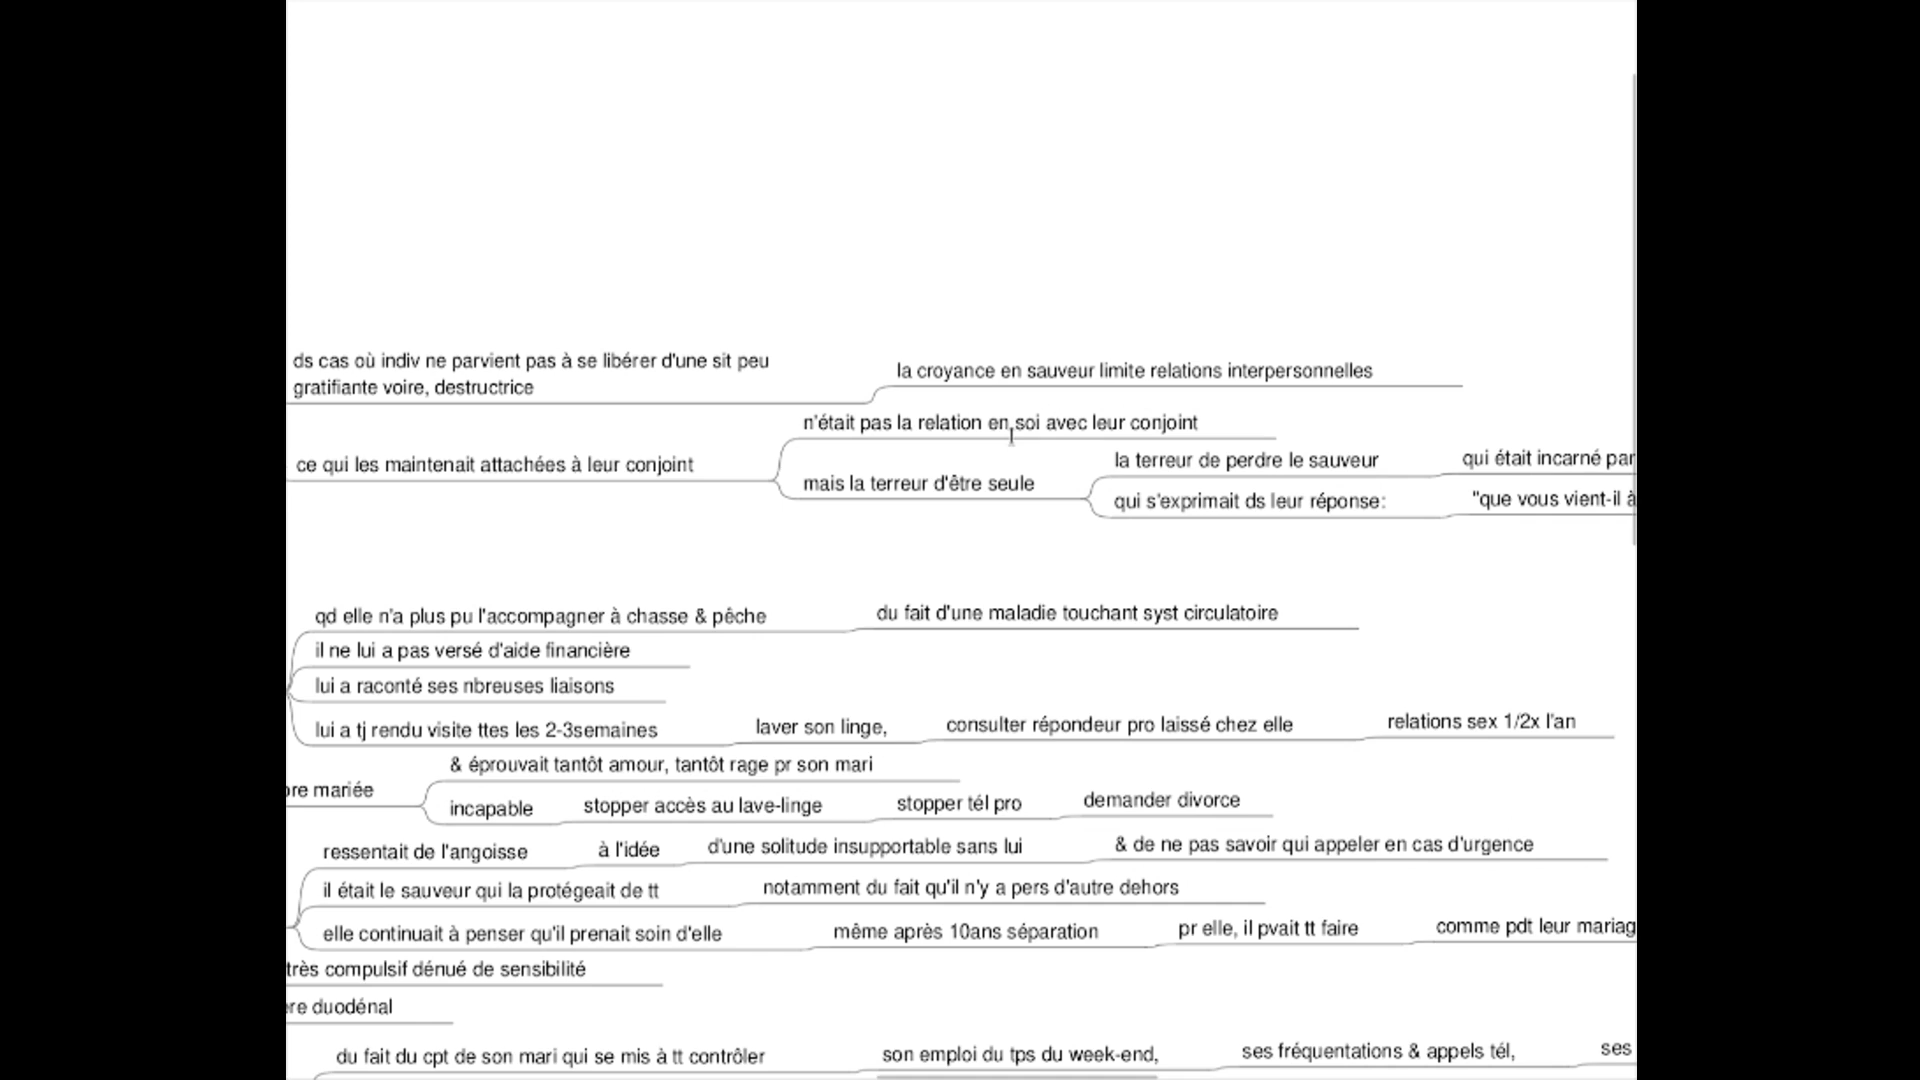 ds cas où indiv ne parvient pas à se libérer d'une sit peu
gratifiante voire, destructrice
la croyance en sauveur limite relations interpersonnelles
ce qui les maintenait attachées à leur conjoint
n'était pas la relation en soi avec leur conjoint
mais la terreur d'être seule
la terreur de perdre le sauveur
qui était incarné par
qui s'exprimait ds leur réponse:
"que vous vient-il à
qd elle n'a plus pu l'accompagner à chasse & pêche
du fait d'une maladie touchant syst circulatoire
il ne lui a pas versé d'aide financière
lui a raconté ses nbreuses liaisons
lui a tj rendu visite ttes les 2-3semaines
laver son linge,
consulter répondeur pro laissé chez elle
relations sex 1/2x l'an
mariée
& éprouvait tantôt amour, tantôt rage pr son mari
incapable
stopper accès au lave-linge
stopper tél pro
demander divorce
ressentait de l'angoisse
à l'idée
d'une solitude insupportable sans lui
& de ne pas savoir qui appeler en cas d'urgence
il était le sauveur qui la protégeait de tt
notamment du fait qu'il n'y a pers d'autre dehors
elle continuait à penser qu'il prenait soin d'elle
même après 10ans séparation
pr elle, il pvait tt faire
comme pdt leur mariag
très compulsif dénué de sensibilité
duodénal
du fait du cpt de son mari qui se mis à tt contrôler
son emploi du tps du week-end,
ses fréquentations & appels tél,
ses